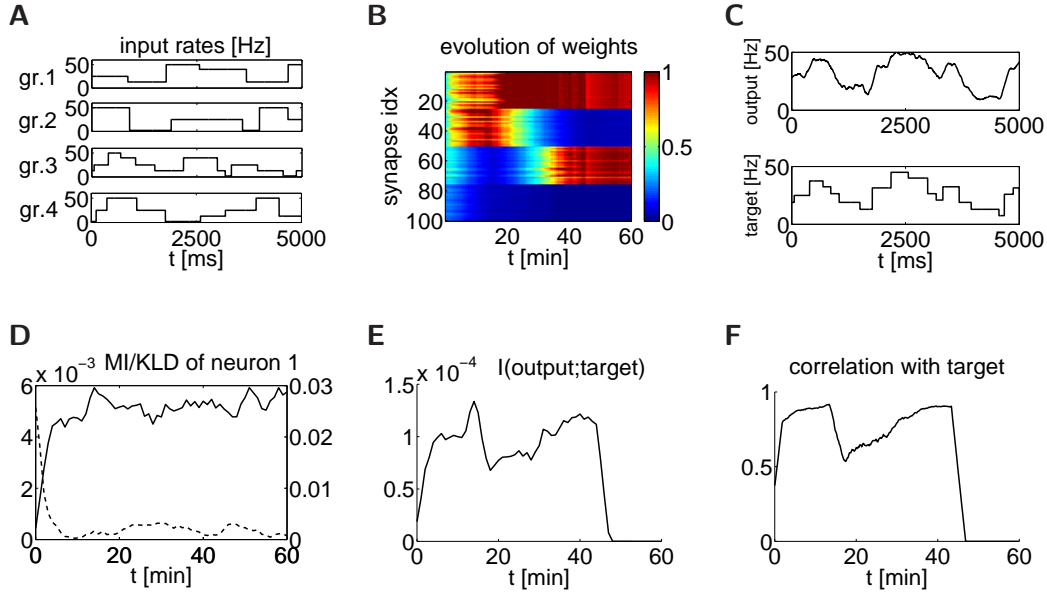 A
input rates [Hz]
gr.1
50
0
gr.2
50
0
gr.3
50
0
gr.4
50
0
0
2500
5000
t [ms]
B
evolution of weights
synapse idx
20
40
60
80
100
0
20
40
60
t [min]
1
0.5
0
C
output [Hz]
50
0
0
2500
5000
target [Hz]
50
0
0
2500
5000
t [ms]
D
x 10⁻³ MI/KLD of neuron 1
6
4
2
0
0.03
0.02
0.01
0
0
20
40
60
t [min]
E
x 10⁻⁴
I(output;target)
1.5
1
0.5
0
0
20
40
60
t [min]
F
correlation with target
1
0.5
0
0
20
40
60
t [min]